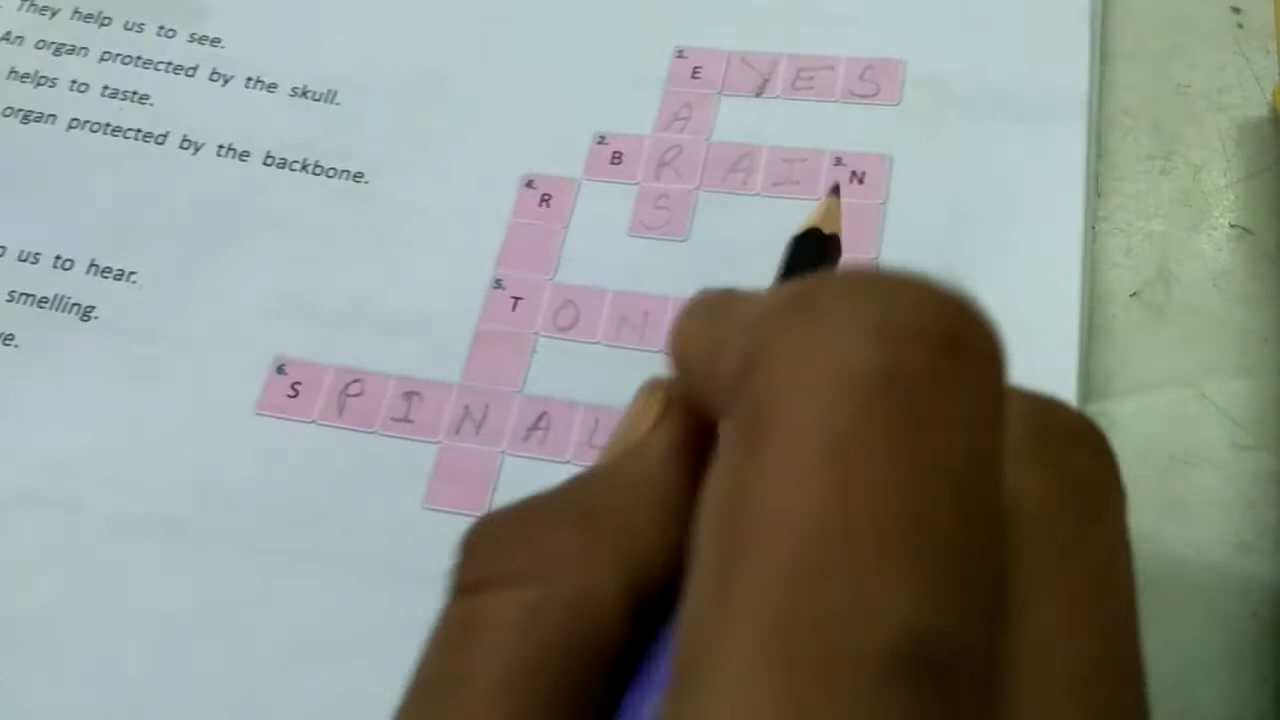 They help us to see.
An organ protected by the skull.
helps to taste.
organ protected by the backbone.
us to hear.
smelling.
1. E Y E S
A
2. B R A I 3. N
4. R S
5. T O N
6. S P I N A L